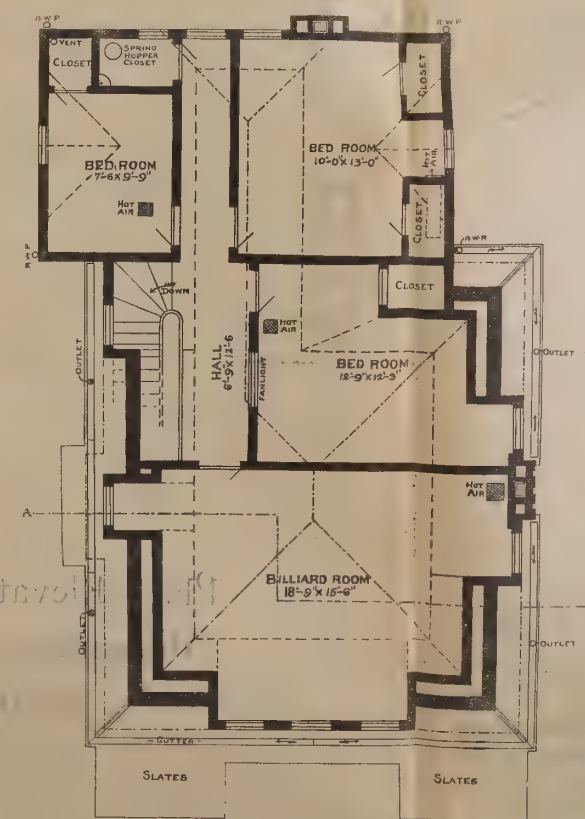 R.W.P
R.W.P
VENT
CLOSET
SPRING
HOPPER
CLOSET
CLOSET
BED ROOM
7'-6 X 9'-9"
HOT
AIR
BED ROOM
10'-0" X 13'-0"
HOT
AIR
CLOSET
R.W.P
R.W.P
DOWN
CLOSET
OUTLET
HALL
6'-9" X 12'-6
HOT
AIR
FANLIGHT
BED ROOM
12'-9" X 12'-3"
OUTLET
HOT
AIR
A
BILLIARD ROOM
18'-9" X 15'-6"
OUTLET
OUTLET
GUTTER
SLATES
SLATES